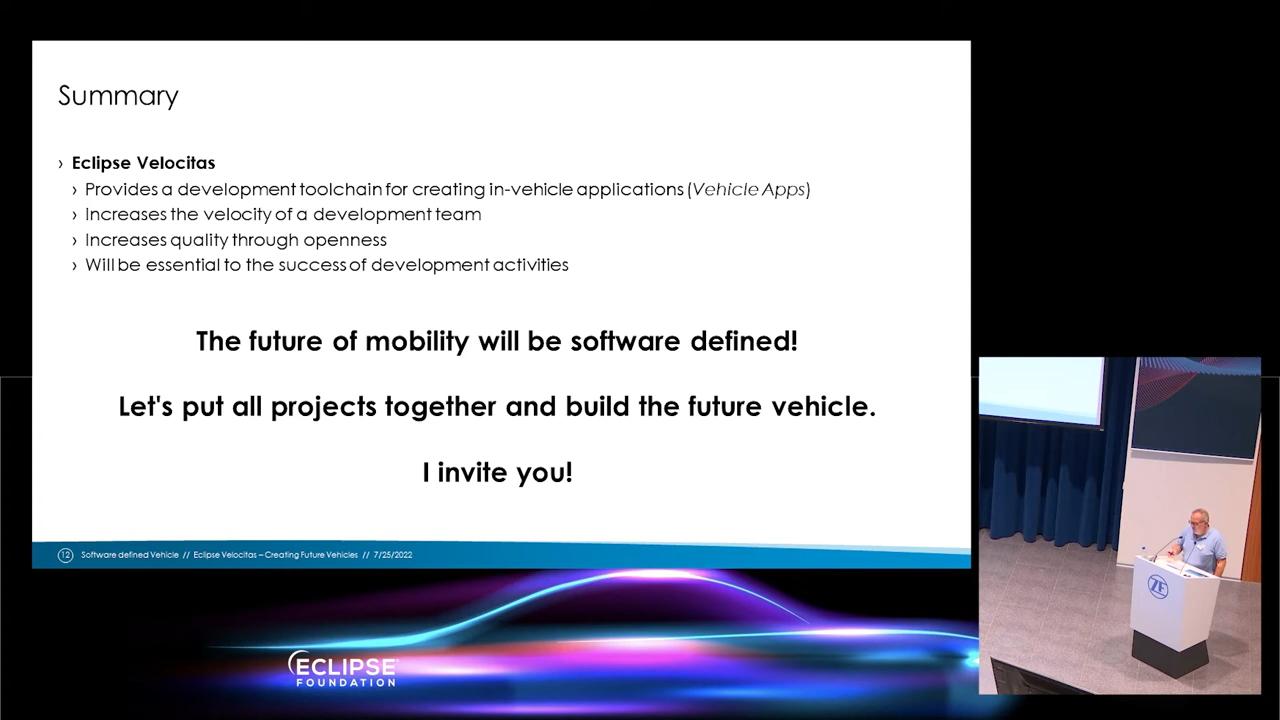 Summary
› Eclipse Velocitas
› Provides a development toolchain for creating in-vehicle applications (Vehicle Apps)
› Increases the velocity of a development team
› Increases quality through openness
› Will be essential to the success of development activities
The future of mobility will be software defined!
Let's put all projects together and build the future vehicle.
I invite you!
12 Software defined Vehicle // Eclipse Velocitas – Creating Future Vehicles // 7/25/2022
ECLIPSE
FOUNDATION
ZF